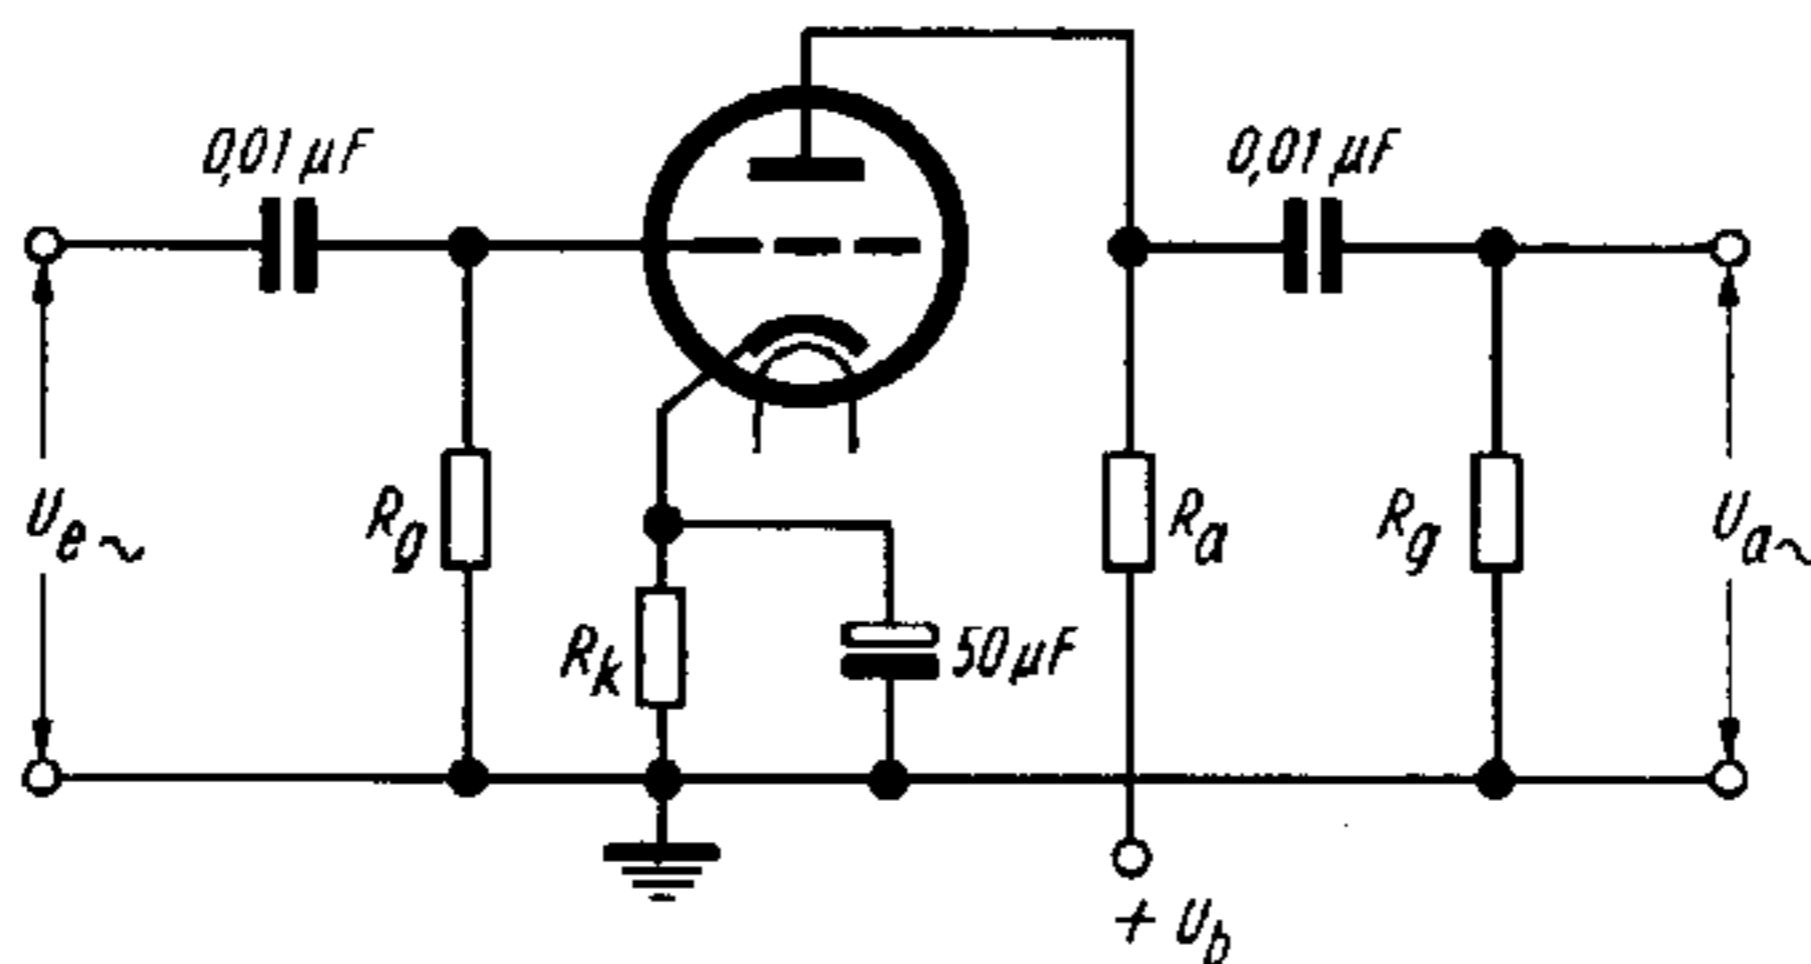 0,01 µF
0,01 µF
U e ~
R g
R k
50 µF
R a
R g
U a ~
+ U b